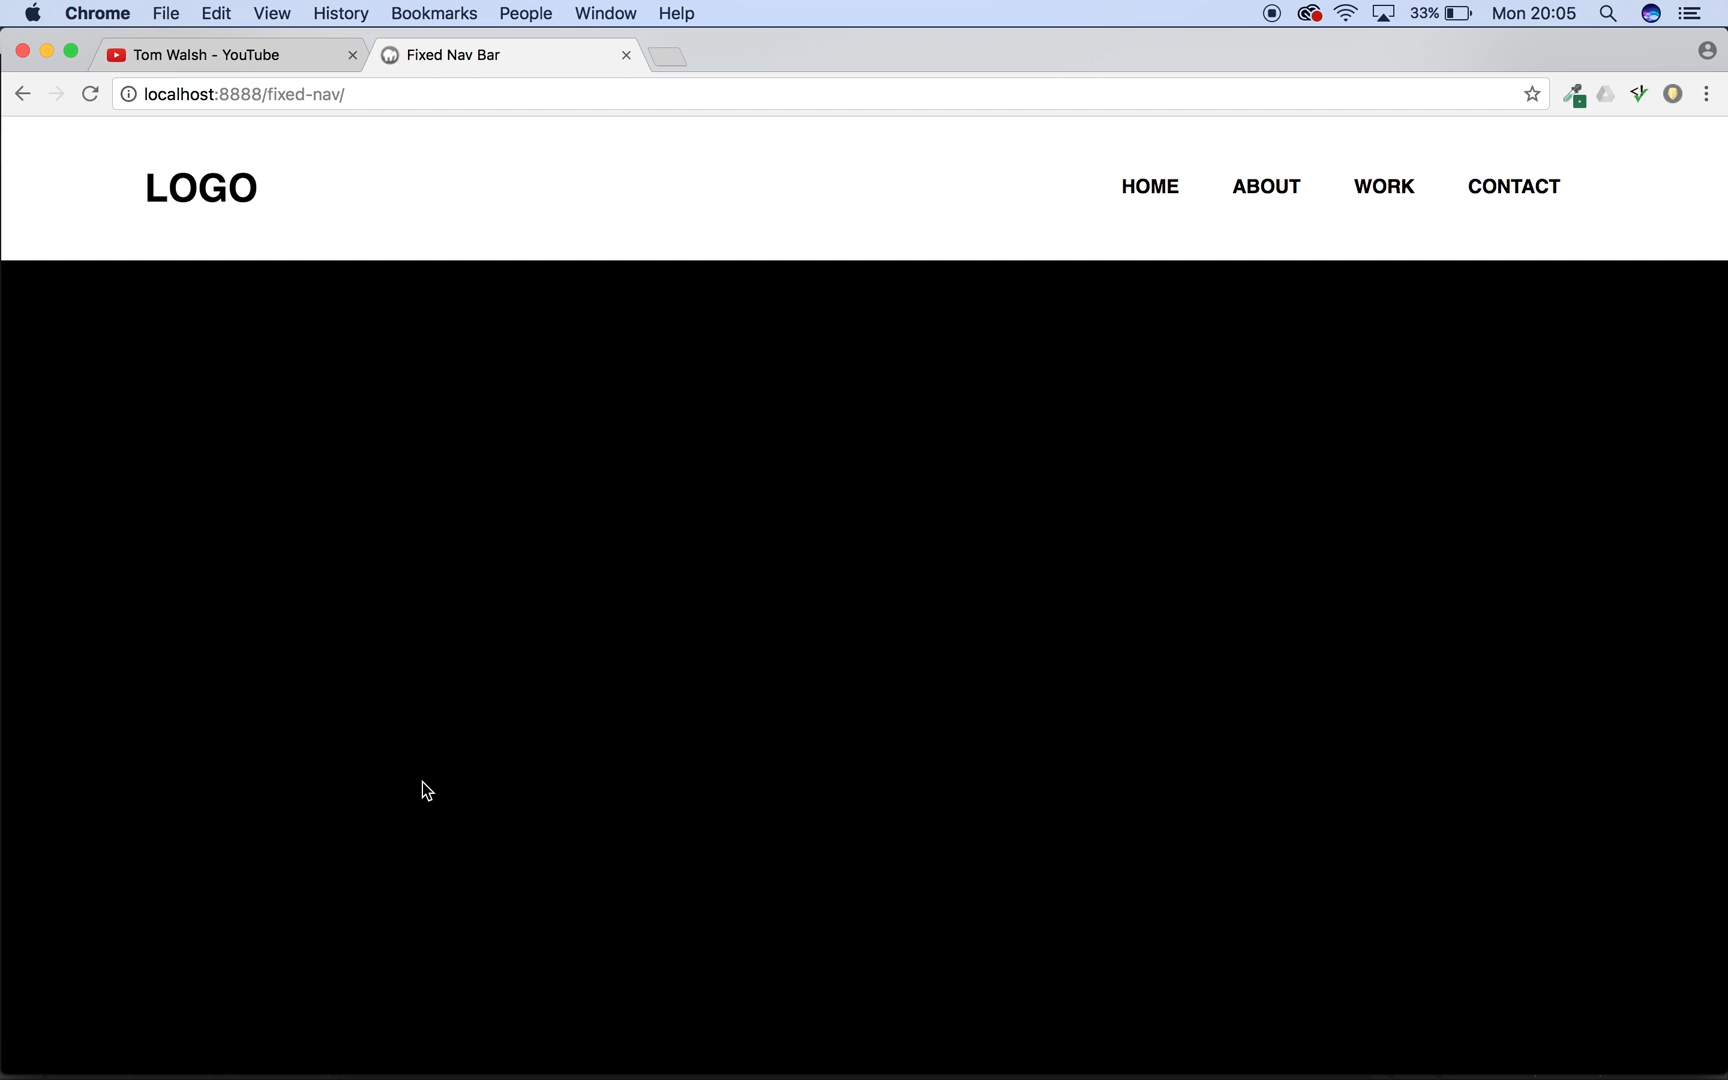 Chrome File Edit View History Bookmarks People Window Help 33% Mon 20:05
Tom Walsh - YouTube Fixed Nav Bar
localhost:8888/fixed-nav/
LOGO HOME ABOUT WORK CONTACT